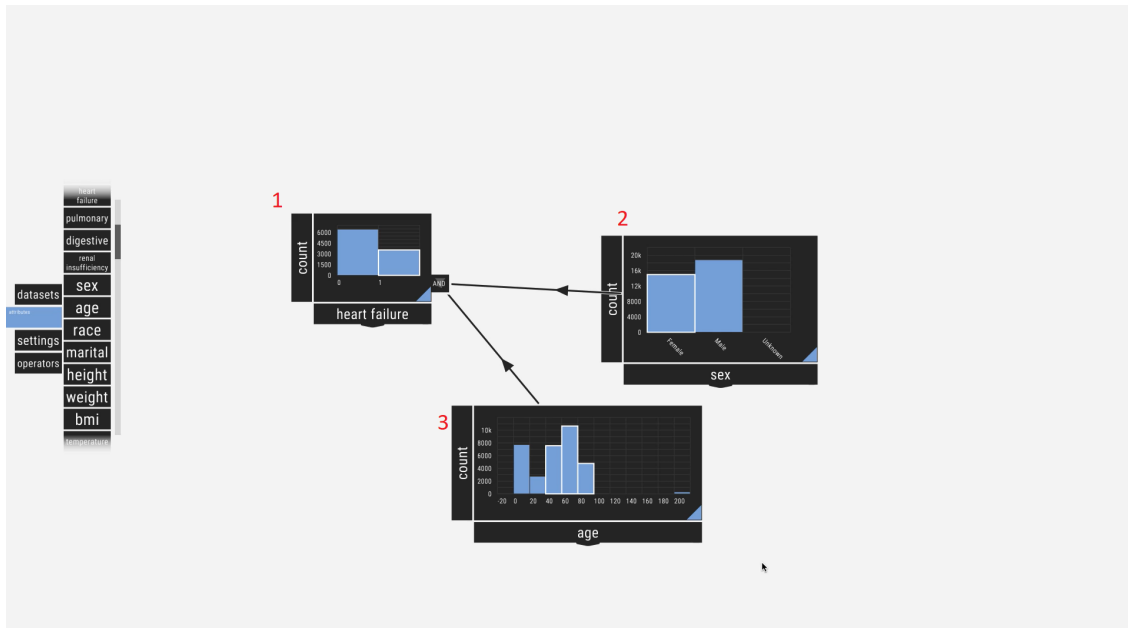 heart
failure
pulmonary
digestive
renal
insufficiency
sex
age
race
marital
height
weight
bmi
temperature
datasets
attributes
settings
operators
1
count
6000
4500
3000
1500
0
0 1
AND
heart failure
2
count
20k
16k
12k
8000
4000
0
Female Male Unknown
sex
3
count
10k
8000
6000
4000
2000
0
-20 0 20 40 60 80 100 120 140 160 180 200
age